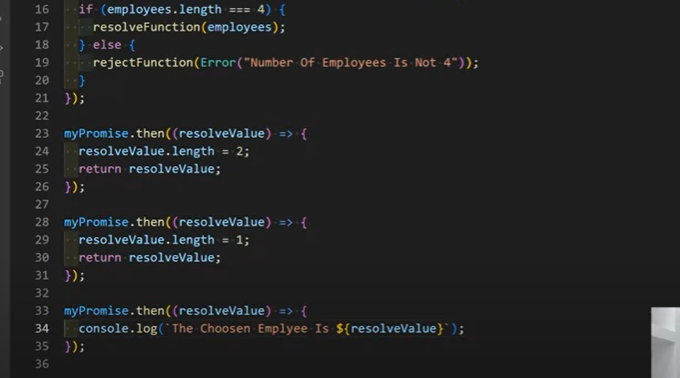 16 if (employees.length === 4) {
17 resolveFunction(employees);
18 } else {
19 rejectFunction(Error("Number Of Employees Is Not 4"));
20 }
21 });
22
23 myPromise.then((resolveValue) => {
24 resolveValue.length = 2;
25 return resolveValue;
26 });
27
28 myPromise.then((resolveValue) => {
29 resolveValue.length = 1;
30 return resolveValue;
31 });
32
33 myPromise.then((resolveValue) => {
34 console.log(`The Choosen Emplyee Is ${resolveValue}`);
35 });
36